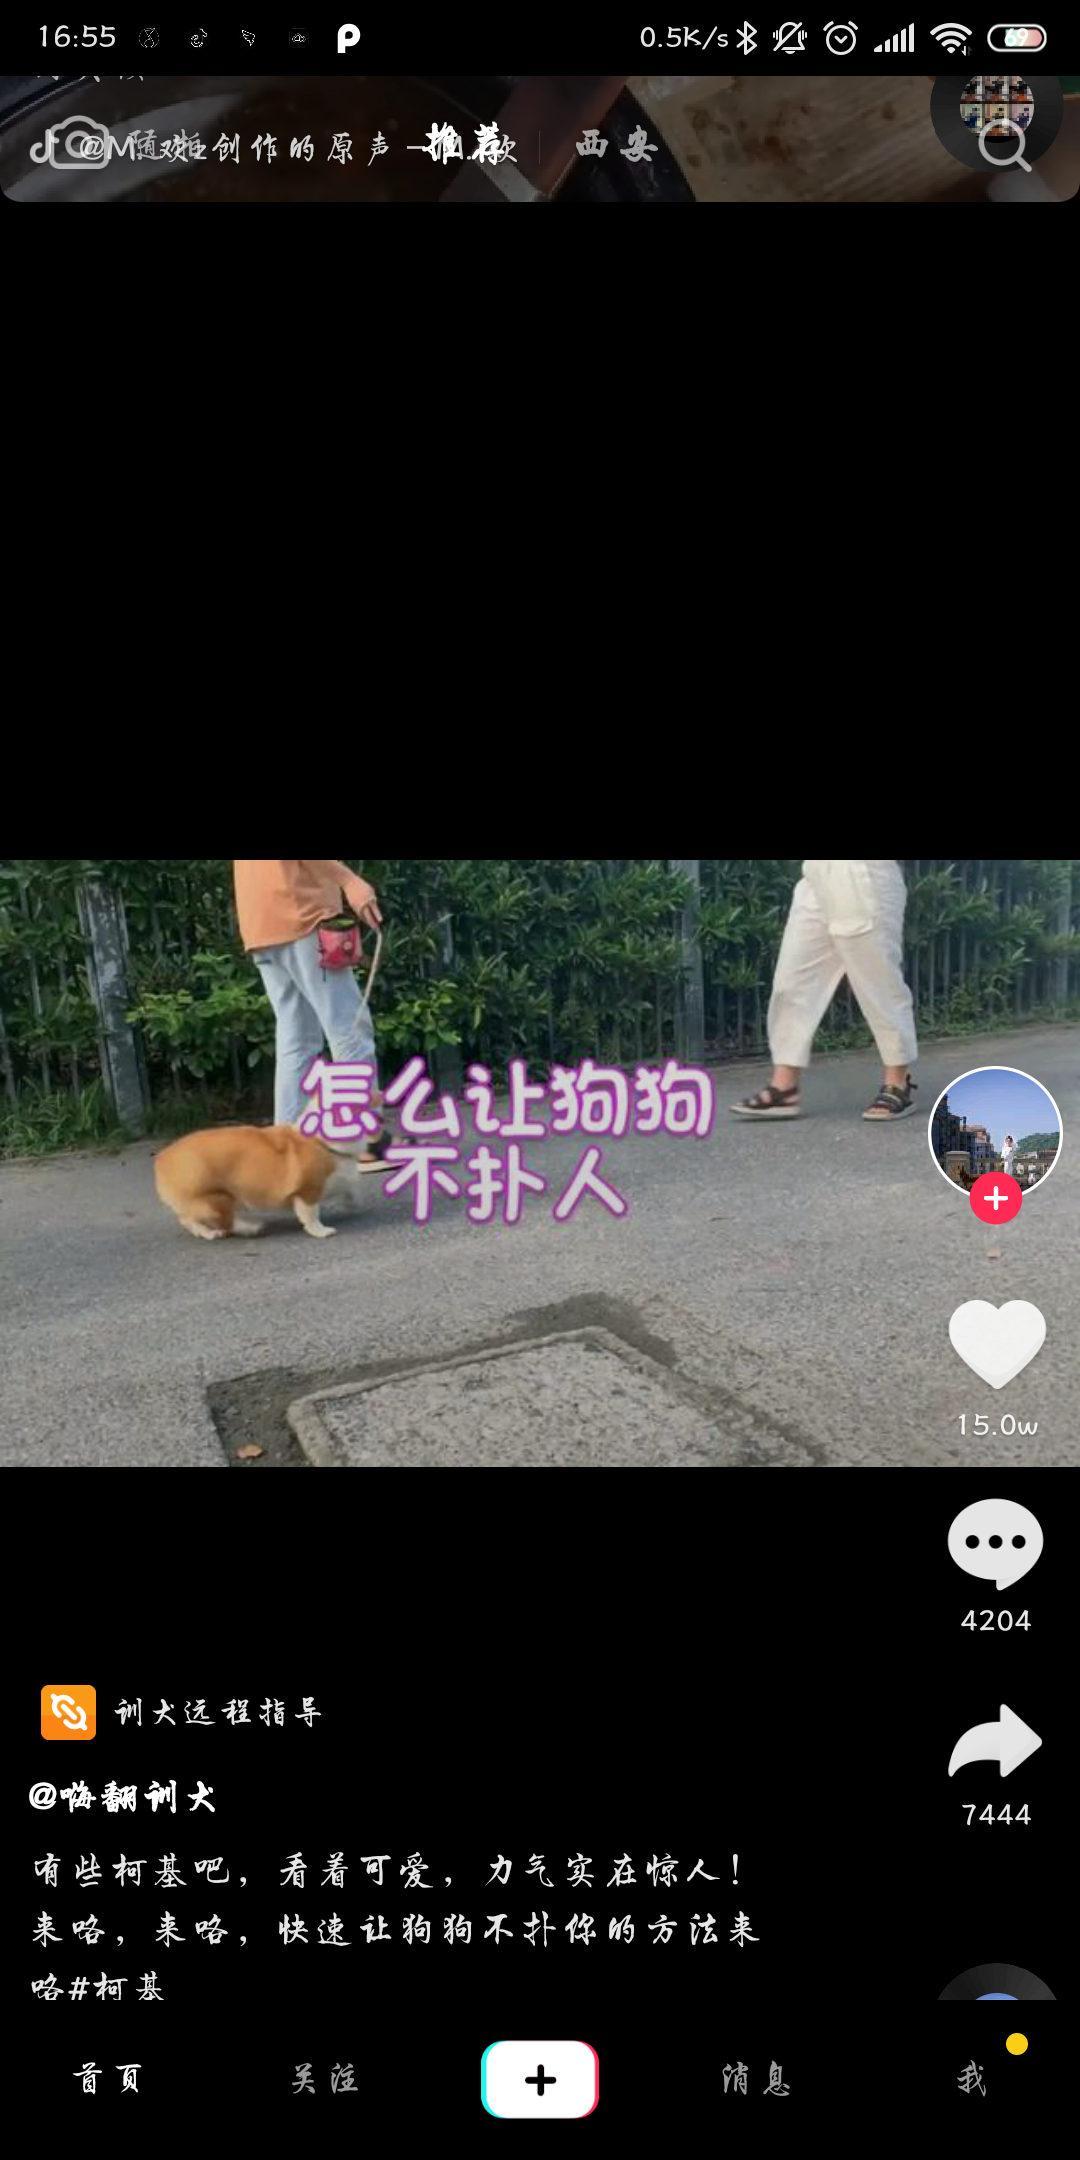 16:55
0.5K/s
69
随拍
推荐
西安
创作的原声
怎么让狗狗
不扑人
15.0w
4204
训犬远程指导
7444
@嗨翻训犬
有些柯基吧，看着可爱，力气实在惊人！
来咯，来咯，快速让狗狗不扑你的方法来
咯#柯基
首页
关注
消息
我